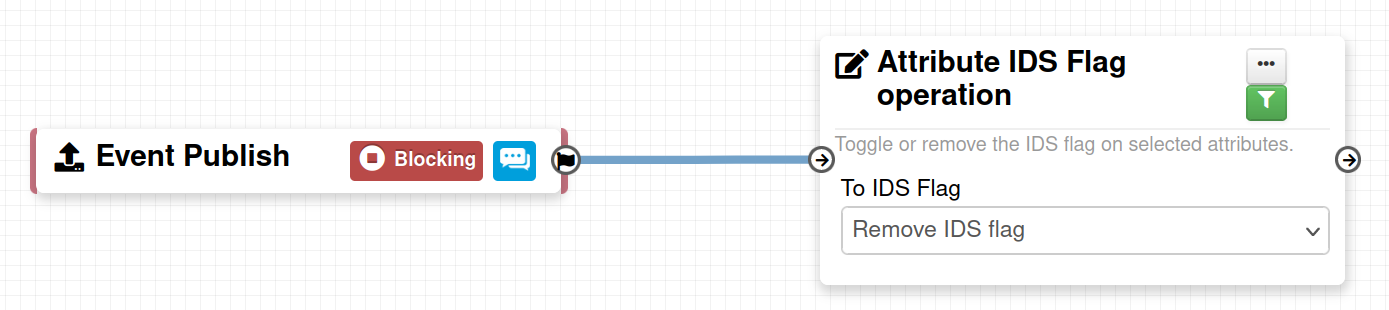 Event Publish
Blocking
Attribute IDS Flag
operation
Toggle or remove the IDS flag on selected attributes.
To IDS Flag
Remove IDS flag